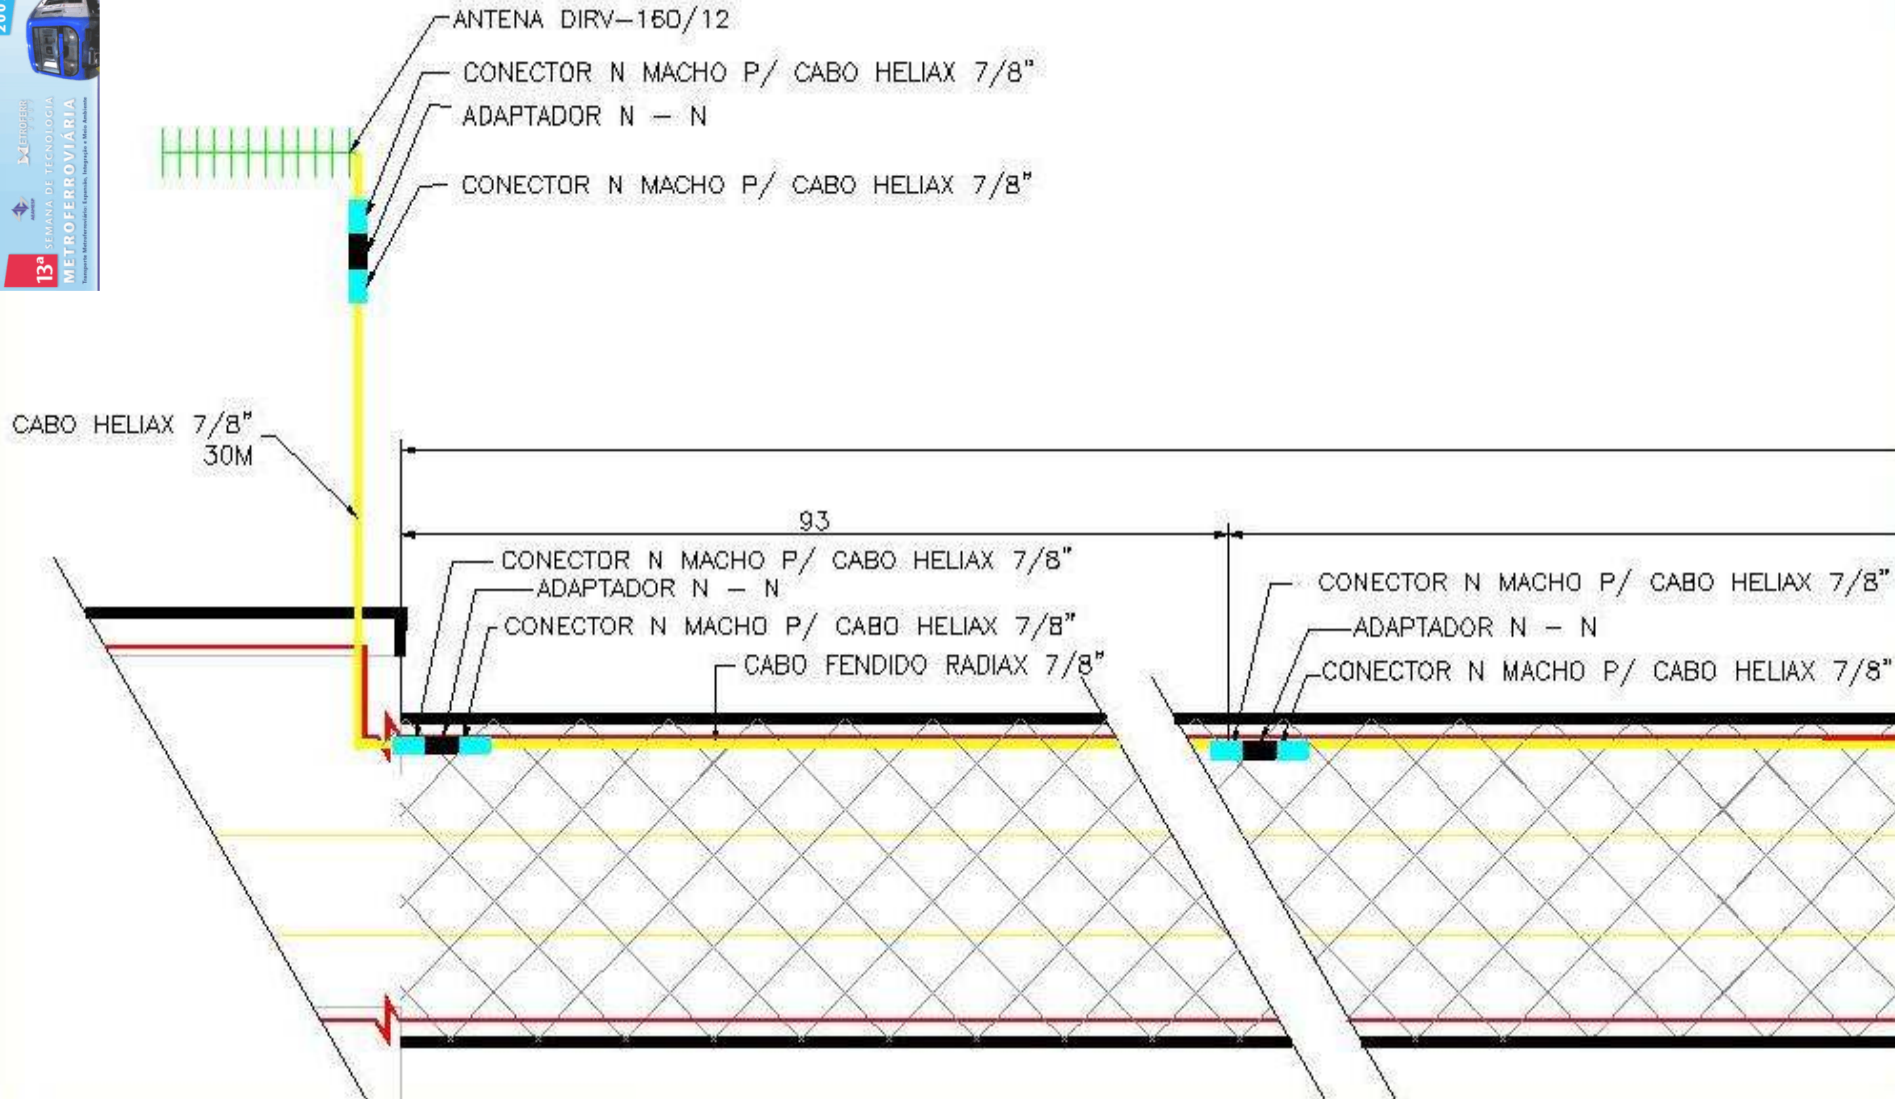 ANTENA DIRV-160/12
CONECTOR N MACHO P/ CABO HELIAX 7/8"
ADAPTADOR N - N
CONECTOR N MACHO P/ CABO HELIAX 7/8"
CABO HELIAX 7/8"
30M
93
CONECTOR N MACHO P/ CABO HELIAX 7/8"
ADAPTADOR N - N
CONECTOR N MACHO P/ CABO HELIAX 7/8"
CABO FENDIDO RADIAX 7/8"
CONECTOR N MACHO P/ CABO HELIAX 7/8"
ADAPTADOR N - N
CONECTOR N MACHO P/ CABO HELIAX 7/8"
13ª SEMANA DE TECNOLOGIA
METROFERROVIÁRIA